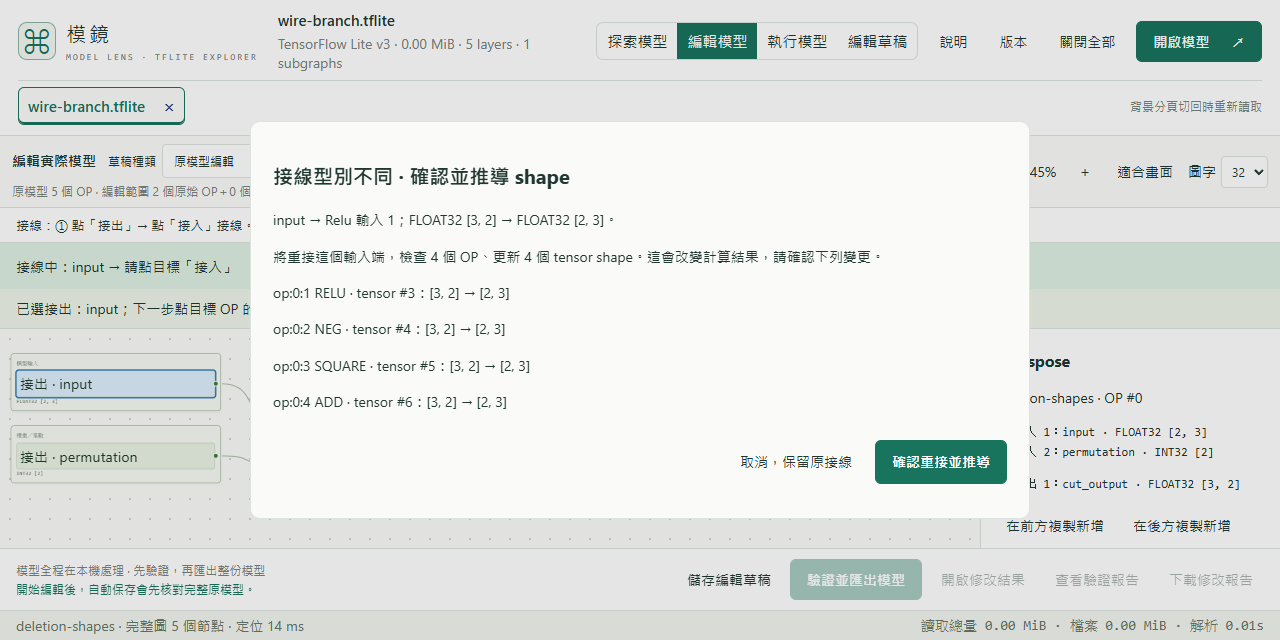 模鏡
MODEL LENS · TFLITE EXPLORER
wire-branch.tflite
TensorFlow Lite v3 · 0.00 MiB · 5 layers · 1
subgraphs
探索模型 編輯模型 執行模型 編輯草稿 說明 版本 關閉全部 開啟模型 ↗
wire-branch.tflite ×
背景分頁切回時重新讀取
編輯實際模型 草稿種類 原模型編輯
原模型 5 個 OP · 編輯範圍 2 個原始 OP + 0 個
45% + 適合畫面 圖字 32
接線：① 點「接出」→ 點「接入」接線。
接線中：input → 請點目標「接入」
已選接出：input；下一步點目標 OP 的
接線型別不同 · 確認並推導 shape
input → Relu 輸入 1；FLOAT32 [3, 2] → FLOAT32 [2, 3]。
將重接這個輸入端，檢查 4 個 OP、更新 4 個 tensor shape。這會改變計算結果，請確認下列變更。
op:0:1 RELU · tensor #3：[3, 2] → [2, 3]
op:0:2 NEG · tensor #4：[3, 2] → [2, 3]
op:0:3 SQUARE · tensor #5：[3, 2] → [2, 3]
op:0:4 ADD · tensor #6：[3, 2] → [2, 3]
取消，保留原接線 確認重接並推導
模型輸入
接出 · input
FLOAT32 [2, 3]
接出 · permutation
INT32 [2]
spose
on-shapes · OP #0
1：input · FLOAT32 [2, 3]
2：permutation · INT32 [2]
出 1：cut_output · FLOAT32 [3, 2]
在前方複製新增 在後方複製新增
模型全程在本機處理 · 先驗證，再匯出整份模型
開始編輯後，自動保存會先核對完整原模型。
儲存編輯草稿 驗證並匯出模型 開啟修改結果 查看驗證報告 下載修改報告
deletion-shapes · 完整圖 5 個節點 · 定位 14 ms
讀取總量 0.00 MiB · 檔案 0.00 MiB · 解析 0.01s